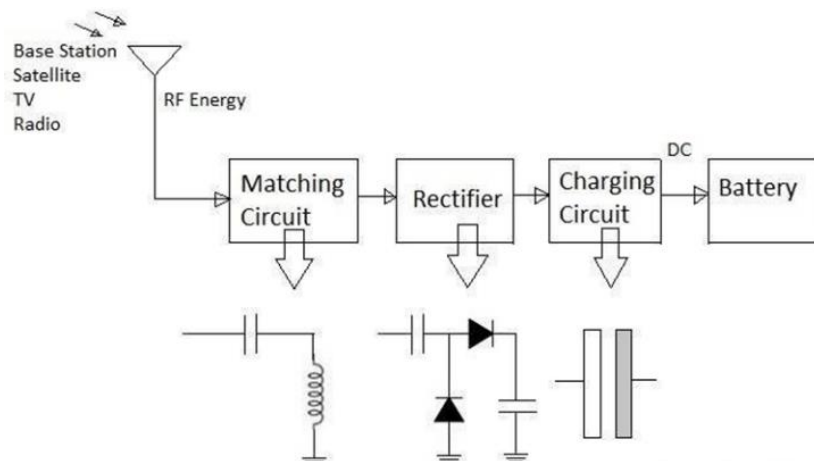 Base Station
Satellite
TV
Radio
RF Energy
Matching
Circuit
Rectifier
Charging
Circuit
DC
Battery